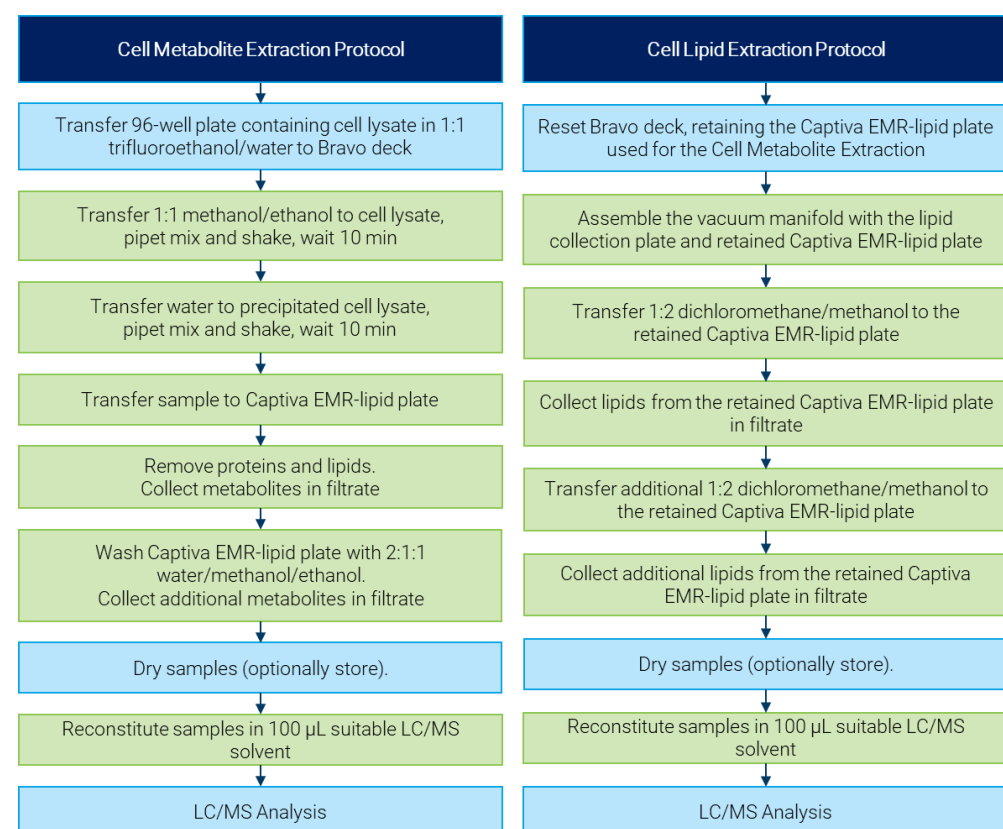 Cell Metabolite Extraction Protocol
Transfer 96-well plate containing cell lysate in 1:1
trifluoroethanol/water to Bravo deck
Transfer 1:1 methanol/ethanol to cell lysate,
pipet mix and shake, wait 10 min
Transfer water to precipitated cell lysate,
pipet mix and shake, wait 10 min
Transfer sample to Captiva EMR-lipid plate
Remove proteins and lipids.
Collect metabolites in filtrate
Wash Captiva EMR-lipid plate with 2:1:1
water/methanol/ethanol.
Collect additional metabolites in filtrate
Dry samples (optionally store).
Reconstitute samples in 100 µL suitable LC/MS
solvent
LC/MS Analysis
Cell Lipid Extraction Protocol
Reset Bravo deck, retaining the Captiva EMR-lipid plate
used for the Cell Metabolite Extraction
Assemble the vacuum manifold with the lipid
collection plate and retained Captiva EMR-lipid plate
Transfer 1:2 dichloromethane/methanol to the
retained Captiva EMR-lipid plate
Collect lipids from the retained Captiva EMR-lipid plate
in filtrate
Transfer additional 1:2 dichloromethane/methanol to
the retained Captiva EMR-lipid plate
Collect additional lipids from the retained Captiva
EMR-lipid plate in filtrate
Dry samples (optionally store).
Reconstitute samples in 100 µL suitable LC/MS
solvent
LC/MS Analysis